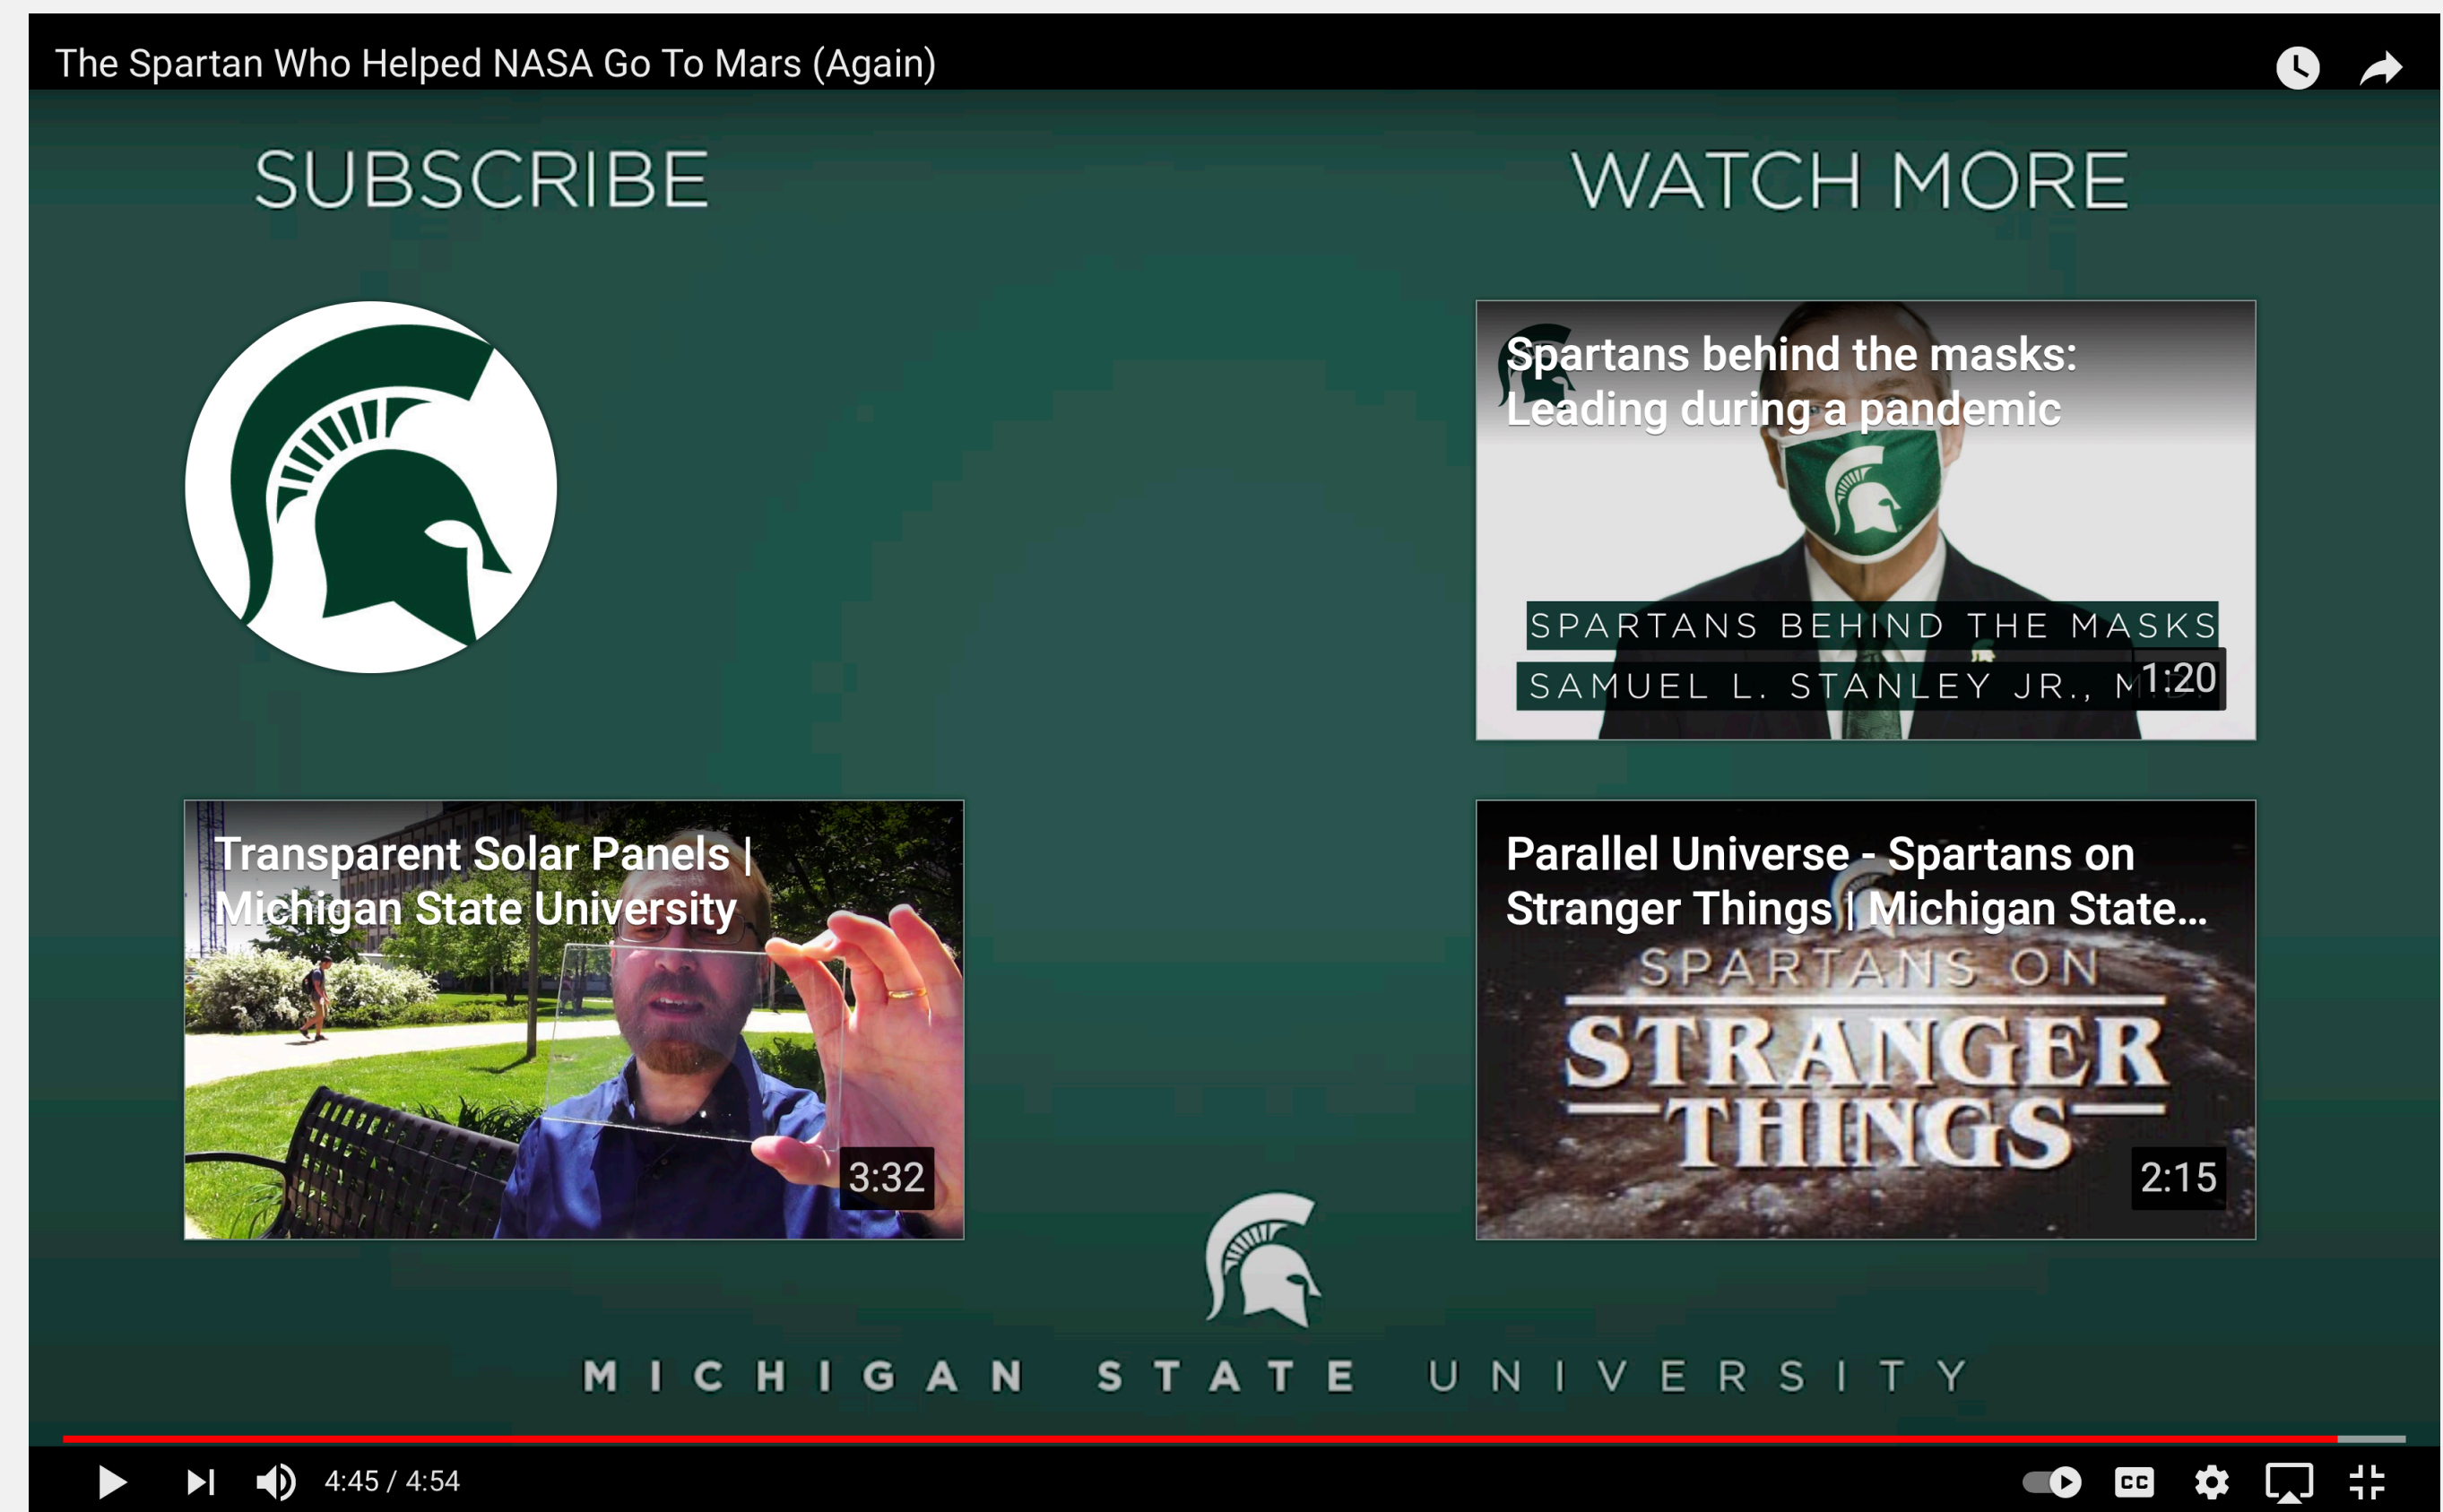 The Spartan Who Helped NASA Go To Mars (Again)
SUBSCRIBE
WATCH MORE
Spartans behind the masks:
Leading during a pandemic
SPARTANS BEHIND THE MASKS
SAMUEL L. STANLEY JR., M.D.
1:20
Transparent Solar Panels |
Michigan State University
3:32
Parallel Universe - Spartans on
Stranger Things | Michigan State...
SPARTANS ON
STRANGER
THINGS
2:15
MICHIGAN STATE UNIVERSITY
4:45 / 4:54
CC